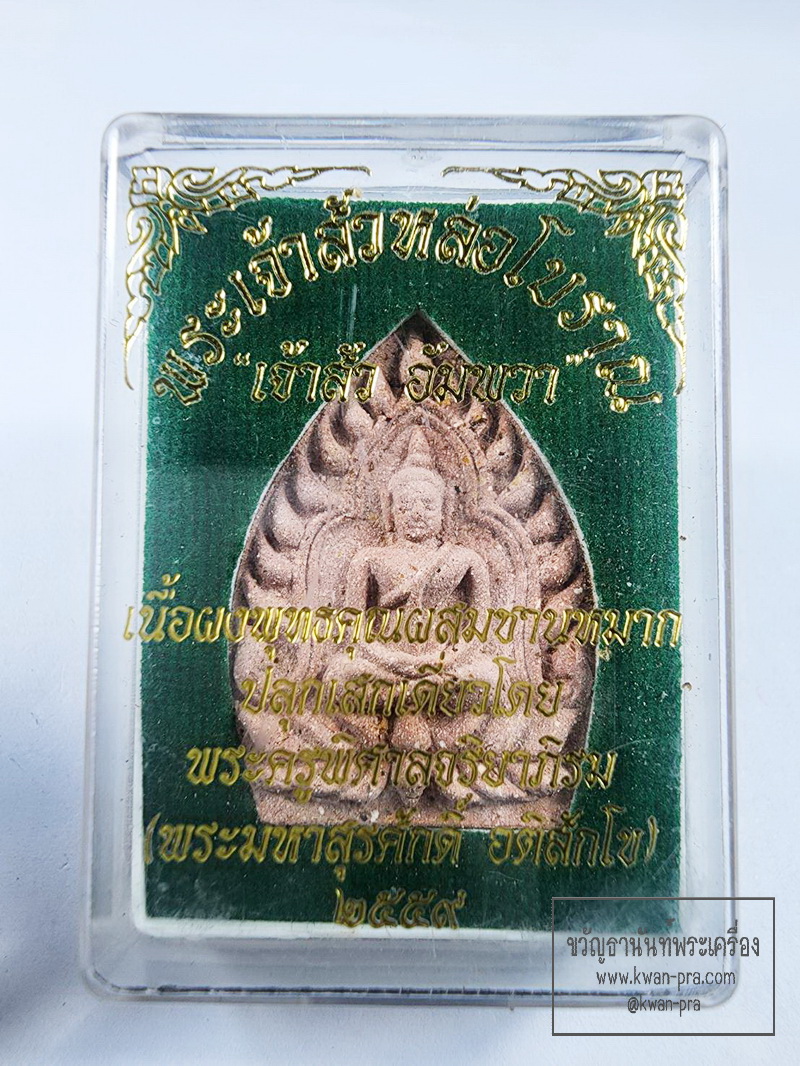 พระเจ้าสัวหล่อโบราณ
"เจ้าสัว อัมพวา"
เนื้อผงพุทธคุณผสมชานหมาก
ปลุกเสกเดี่ยวโดย
พระครูพิศาลจริยาภิรม
(พระมหาสุรศักดิ์ อติสักโข)
๒๕๕๙
ขวัญธานันท์พระเครื่อง
www.kwan-pra.com
@kwan-pra